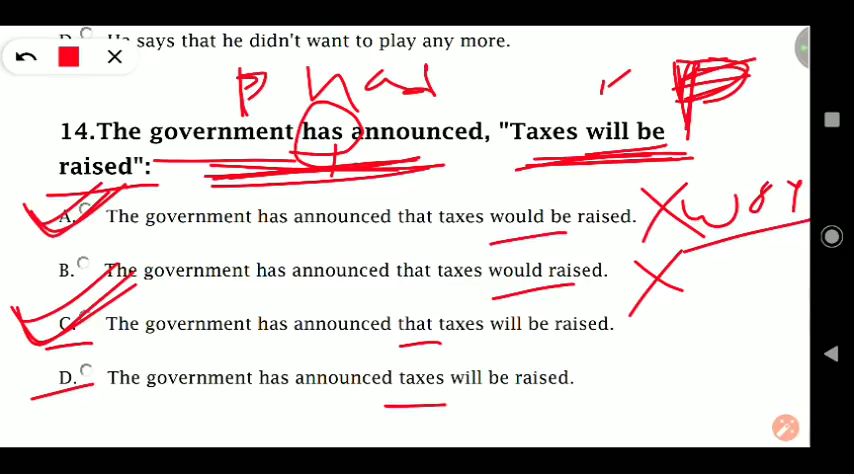 says that he didn't want to play any more.
P had P
14.The government has announced, "Taxes will be
raised":
A. The government has announced that taxes would be raised.
B. The government has announced that taxes would raised.
C. The government has announced that taxes will be raised.
D. The government has announced taxes will be raised.